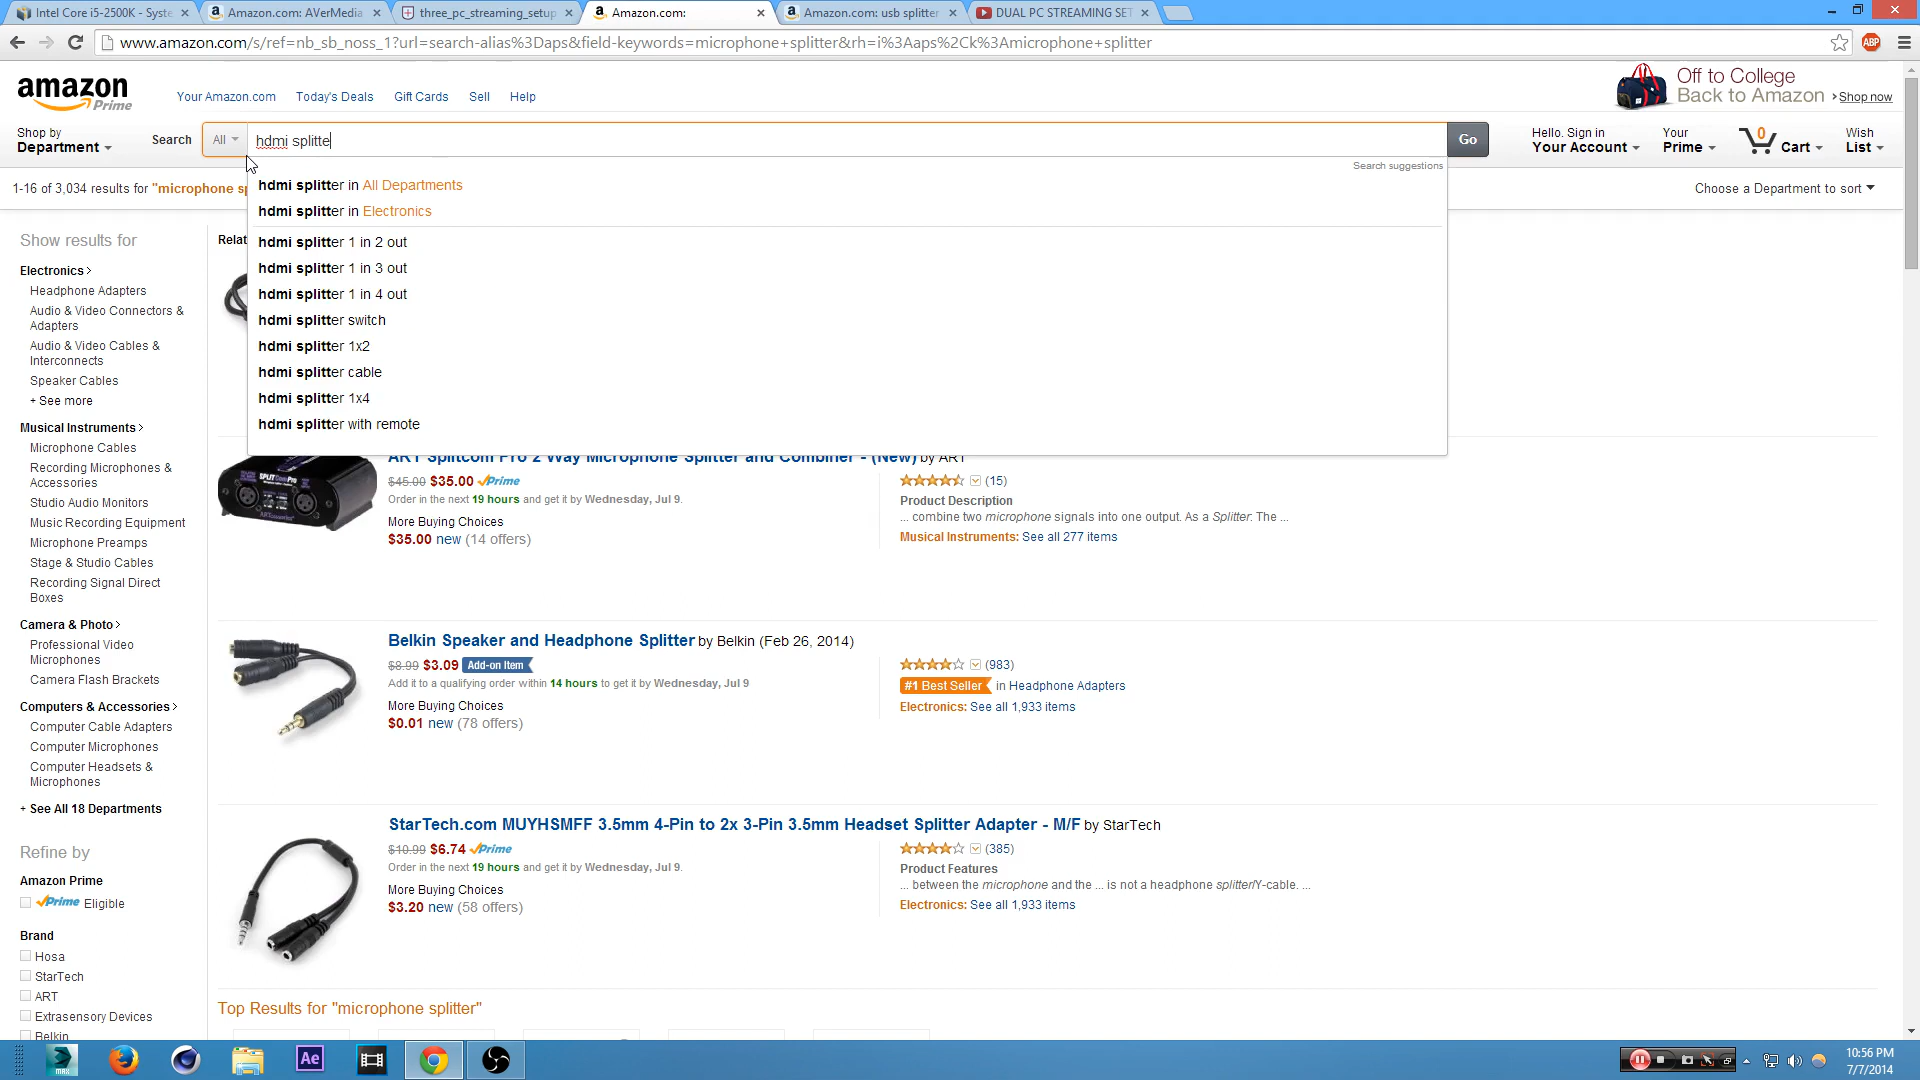 Intel Core i5-2500K - Syste
Amazon.com: AVerMedia
three_pc_streaming_setup
Amazon.com:
Amazon.com: usb splitter
DUAL PC STREAMING SET
www.amazon.com/s/ref=nb_sb_noss_1?url=search-alias%3Daps&field-keywords=microphone+splitter&rh=i%3Aaps%2Ck%3Amicrophone+splitter
ABP
amazon
Prime
Your Amazon.com
Today's Deals
Gift Cards
Sell
Help
Off to College
Back to Amazon
Shop now
Shop by
Department
Search
All
hdmi splitte
Go
Hello. Sign in
Your Account
Your
Prime
0
Cart
Wish
List
Search suggestions
1-16 of 3,034 results for "microphone sp
Choose a Department to sort
hdmi splitter in All Departments
hdmi splitter in Electronics
hdmi splitter 1 in 2 out
hdmi splitter 1 in 3 out
hdmi splitter 1 in 4 out
hdmi splitter switch
hdmi splitter 1x2
hdmi splitter cable
hdmi splitter 1x4
hdmi splitter with remote
Show results for
Electronics
Headphone Adapters
Audio & Video Connectors &
Adapters
Audio & Video Cables &
Interconnects
Speaker Cables
+ See more
Musical Instruments
Microphone Cables
Recording Microphones &
Accessories
Studio Audio Monitors
Music Recording Equipment
Microphone Preamps
Stage & Studio Cables
Recording Signal Direct
Boxes
Camera & Photo
Professional Video
Microphones
Camera Flash Brackets
Computers & Accessories
Computer Cable Adapters
Computer Microphones
Computer Headsets &
Microphones
+ See All 18 Departments
Refine by
Amazon Prime
Prime Eligible
Brand
Hosa
StarTech
ART
Extrasensory Devices
Belkin
Relat
ART Splitcom Pro 2 Way Microphone Splitter and Combiner - (New) by ART
$45.00 $35.00 Prime
Order in the next 19 hours and get it by Wednesday, Jul 9.
More Buying Choices
$35.00 new (14 offers)
(15)
Product Description
... combine two microphone signals into one output. As a Splitter: The ...
Musical Instruments: See all 277 items
Belkin Speaker and Headphone Splitter by Belkin (Feb 26, 2014)
$8.99 $3.09 Add-on Item
Add it to a qualifying order within 14 hours to get it by Wednesday, Jul 9
More Buying Choices
$0.01 new (78 offers)
(983)
#1 Best Seller in Headphone Adapters
Electronics: See all 1,933 items
StarTech.com MUYHSMFF 3.5mm 4-Pin to 2x 3-Pin 3.5mm Headset Splitter Adapter - M/F by StarTech
$10.99 $6.74 Prime
Order in the next 19 hours and get it by Wednesday, Jul 9.
More Buying Choices
$3.20 new (58 offers)
(385)
Product Features
... between the microphone and the ... is not a headphone splitter/Y-cable. ...
Electronics: See all 1,933 items
Top Results for "microphone splitter"
MAX
Ae
10:56 PM
7/7/2014